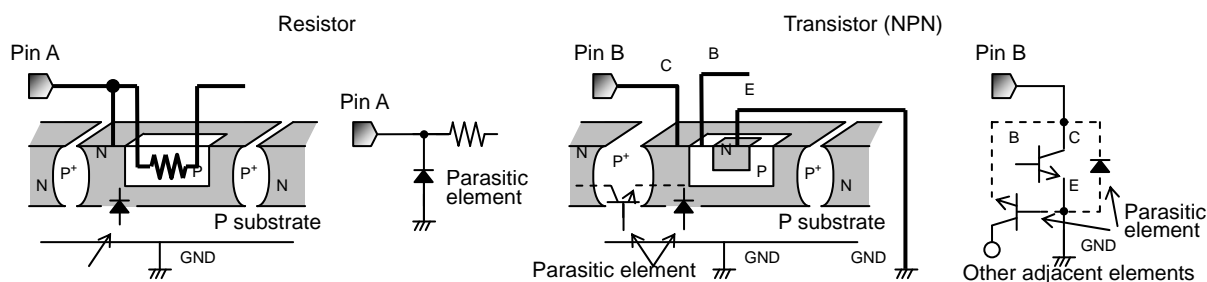 Resistor
Transistor (NPN)
Pin A
Pin B
C
B
E
Pin B
Pin A
B
C
N
P+
N
P
P+
N
N
P+
N
P
P+
N
E
Parasitic
element
P substrate
P substrate
Parasitic
element
GND
GND
GND
Parasitic element
Other adjacent elements